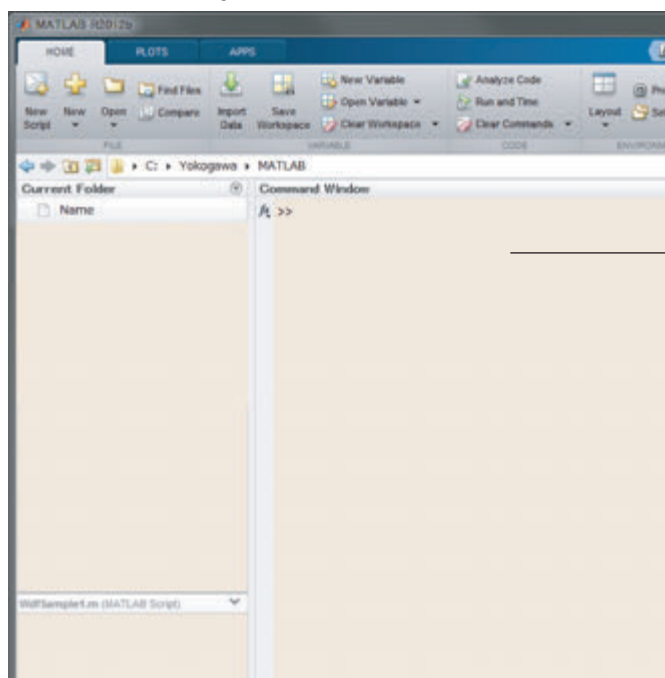 MATLAB R2012b
HOME PLOTS APPS
New Script New Open Find Files Compare Import Data Save Workspace New Variable Open Variable Clear Workspace Analyze Code Run and Time Clear Commands Layout
FILE VARIABLE CODE
C: Yokogawa MATLAB
Current Folder Command Window
Name fx >>
WdfSample1.m (MATLAB Script)